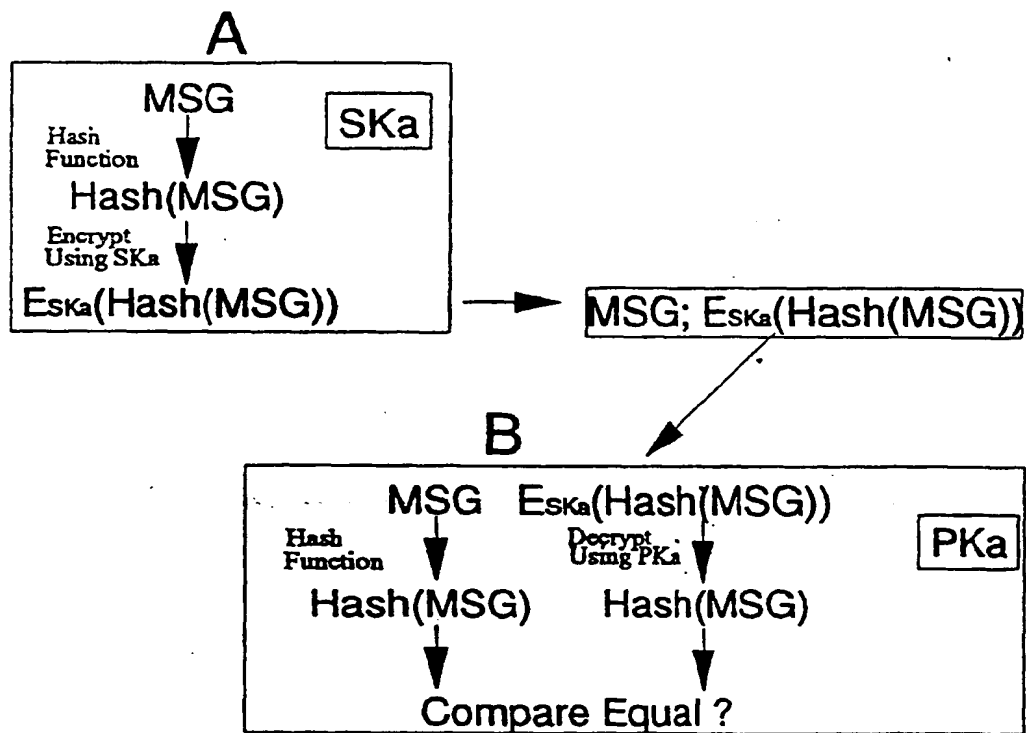 A
MSG
SKa
Hash
Function
Hash(MSG)
Encrypt
Using SKa
ESKa(Hash(MSG))
MSG; ESKa(Hash(MSG))
B
MSG ESKa(Hash(MSG))
Hash
Function
Decrypt
Using PKa
PKa
Hash(MSG) Hash(MSG)
Compare Equal ?